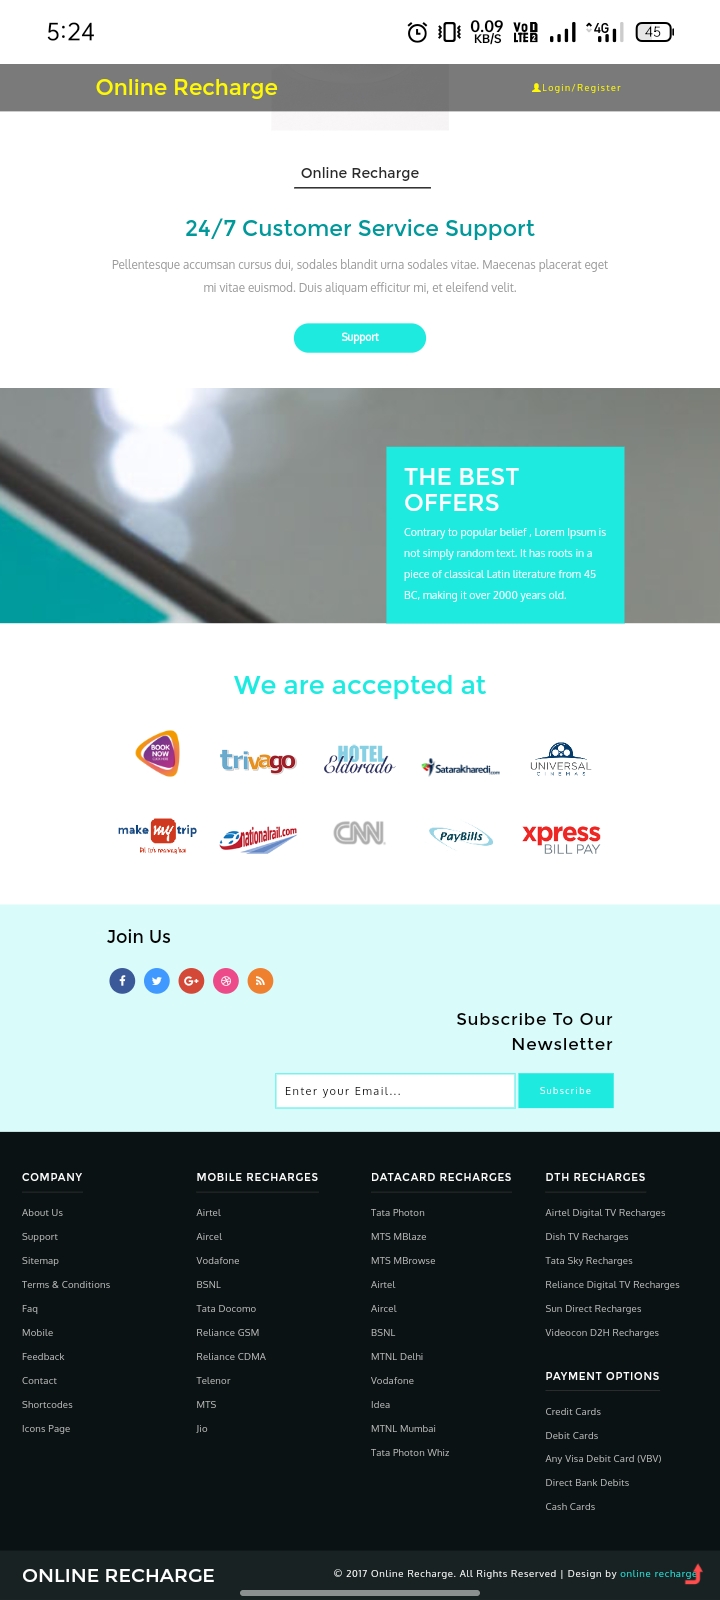 5:24
0.09 KB/S
VoD LTE2
4G
45
Online Recharge
Login/Register
Online Recharge
24/7 Customer Service Support
Pellentesque accumsan cursus dui, sodales blandit urna sodales vitae. Maecenas placerat eget
mi vitae euismod. Duis aliquam efficitur mi, et eleifend velit.
Support
THE BEST
OFFERS
Contrary to popular belief , Lorem Ipsum is
not simply random text. It has roots in a
piece of classical Latin literature from 45
BC, making it over 2000 years old.
We are accepted at
BOOK NOW
trivago
HOTEL Eldorado
Satarakharedi.com
UNIVERSAL CINEMAS
make my trip
nationalrail.com
CNN
PayBills
xpress BILL PAY
Join Us
Subscribe To Our
Newsletter
Enter your Email...
Subscribe
COMPANY
About Us
Support
Sitemap
Terms & Conditions
Faq
Mobile
Feedback
Contact
Shortcodes
Icons Page
MOBILE RECHARGES
Airtel
Aircel
Vodafone
BSNL
Tata Docomo
Reliance GSM
Reliance CDMA
Telenor
MTS
Jio
DATACARD RECHARGES
Tata Photon
MTS MBlaze
MTS MBrowse
Airtel
Aircel
BSNL
MTNL Delhi
Vodafone
Idea
MTNL Mumbai
Tata Photon Whiz
DTH RECHARGES
Airtel Digital TV Recharges
Dish TV Recharges
Tata Sky Recharges
Reliance Digital TV Recharges
Sun Direct Recharges
Videocon D2H Recharges
PAYMENT OPTIONS
Credit Cards
Debit Cards
Any Visa Debit Card (VBV)
Direct Bank Debits
Cash Cards
ONLINE RECHARGE
© 2017 Online Recharge. All Rights Reserved | Design by online recharge